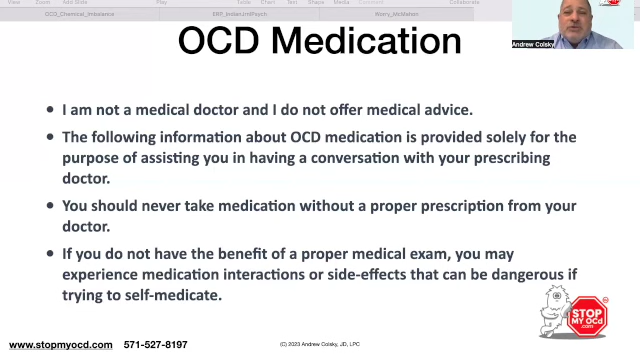 View Zoom Add Slide Play Table Chart Text Shape Media Comment Collaborate
OCD_Chemical_Imbalance ERP_InstantlyPsych Worry_McMahon
OCD Medication
Andrew Colsky
• I am not a medical doctor and I do not offer medical advice.
• The following information about OCD medication is provided solely for the
purpose of assisting you in having a conversation with your prescribing
doctor.
• You should never take medication without a proper prescription from your
doctor.
• If you do not have the benefit of a proper medical exam, you may
experience medication interactions or side-effects that can be dangerous if
trying to self-medicate.
STOP
MY OCD
.com
www.stopmyocd.com 571-527-8197
(C) 2023 Andrew Colsky, JD, LPC